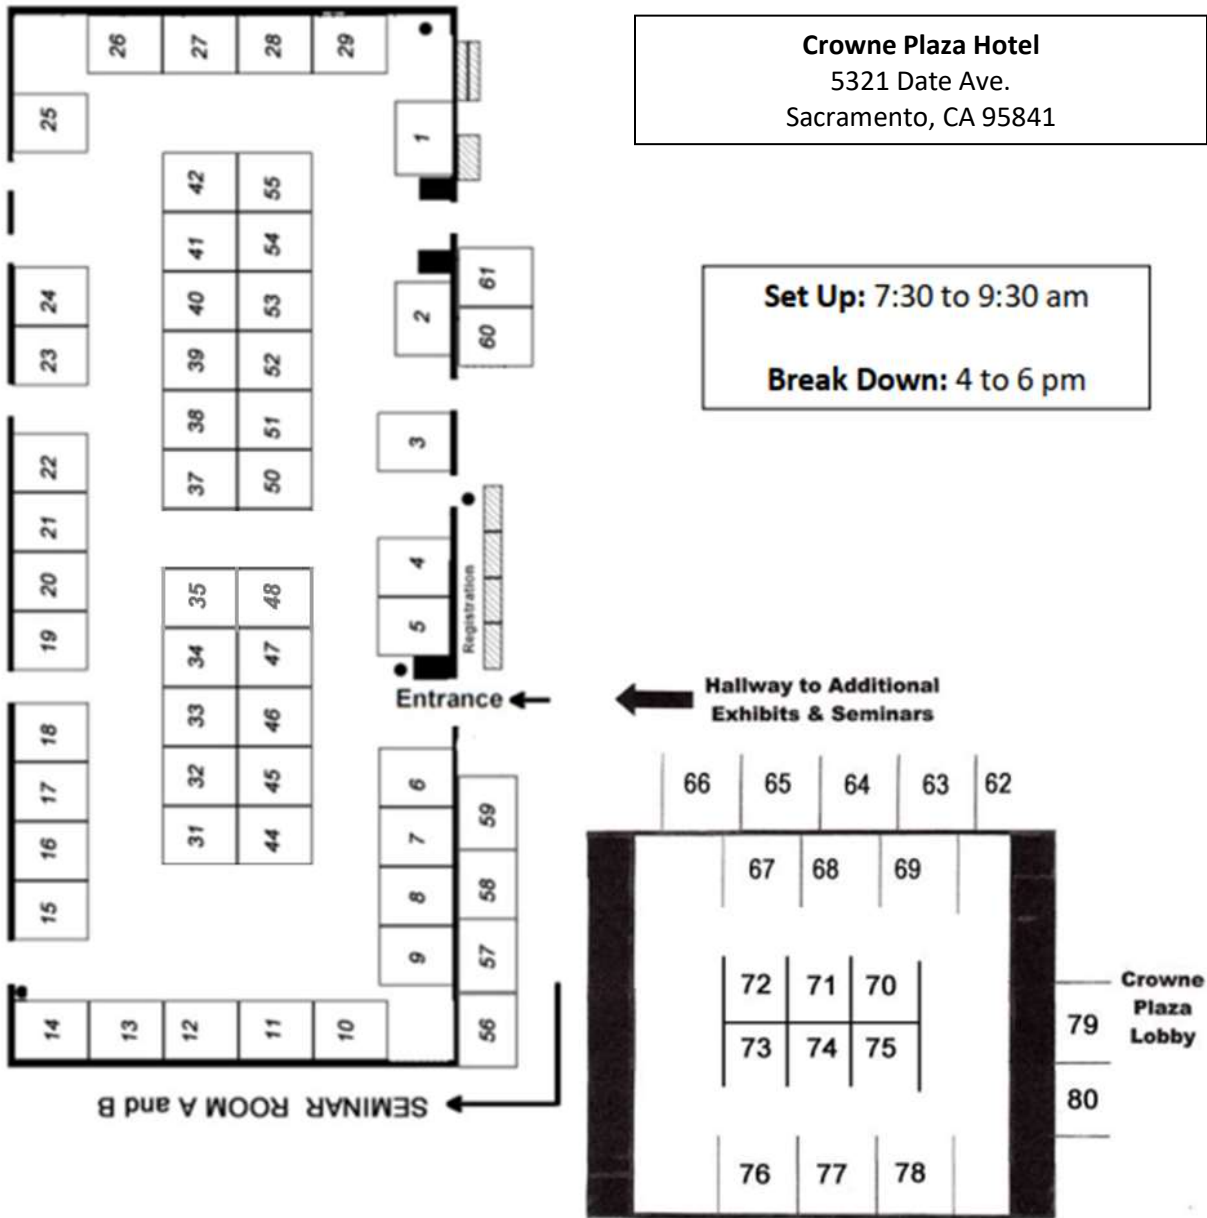 Crowne Plaza Hotel
5321 Date Ave.
Sacramento, CA 95841
Set Up: 7:30 to 9:30 am
Break Down: 4 to 6 pm
26 27 28 29
25
1
42 55
41 54
40 53
39 52
38 51
37 50
24
23
2
61
60
3
22
21
20
19
4
5
Registration
35 48
34 47
33 46
32 45
31 44
Entrance
Hallway to Additional
Exhibits & Seminars
18
17
16
15
6
7
8
9
59
58
57
56
14 13 12 11 10
SEMINAR ROOM A and B
66 65 64 63 62
67 68 69
72 71 70
73 74 75
76 77 78
Crowne
Plaza
Lobby
79
80